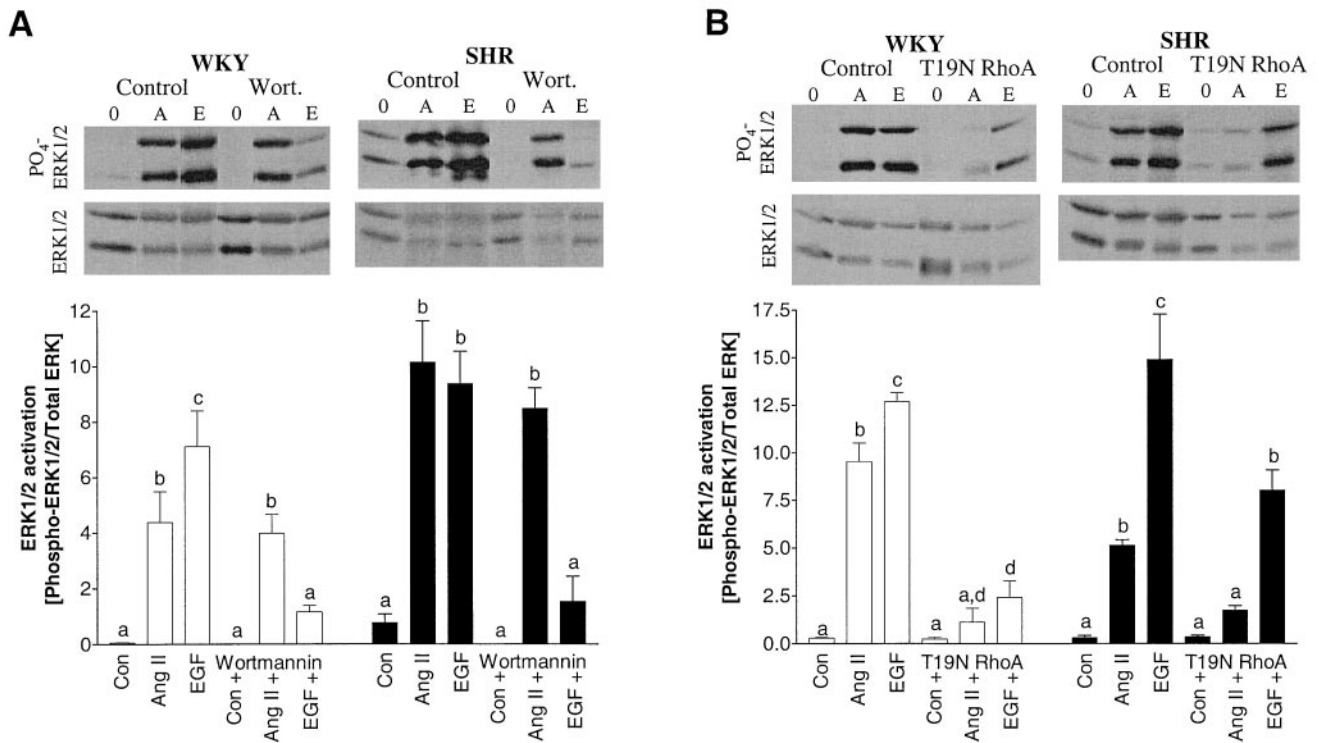 A
WKY SHR
Control Wort. Control Wort.
0 A E 0 A E 0 A E 0 A E
PO4-
ERK1/2
ERK1/2
ERK1/2 activation
[Phospho-ERK1/2/Total ERK]
12
10
8
6
4
2
0
a b c a b a a b b a b a
Con Ang II EGF Con + Ang II + EGF + Con Ang II EGF Con + Ang II + EGF +
Wortmannin Wortmannin
B
WKY SHR
Control T19N RhoA Control T19N RhoA
0 A E 0 A E 0 A E 0 A E
PO4-
ERK1/2
ERK1/2
ERK1/2 activation
[Phospho-ERK1/2/Total ERK]
17.5
15.0
12.5
10.0
7.5
5.0
2.5
0.0
a b c a a,d d a b c a a b
Con Ang II EGF Con + Ang II + EGF + Con Ang II EGF Con + Ang II + EGF +
T19N RhoA T19N RhoA